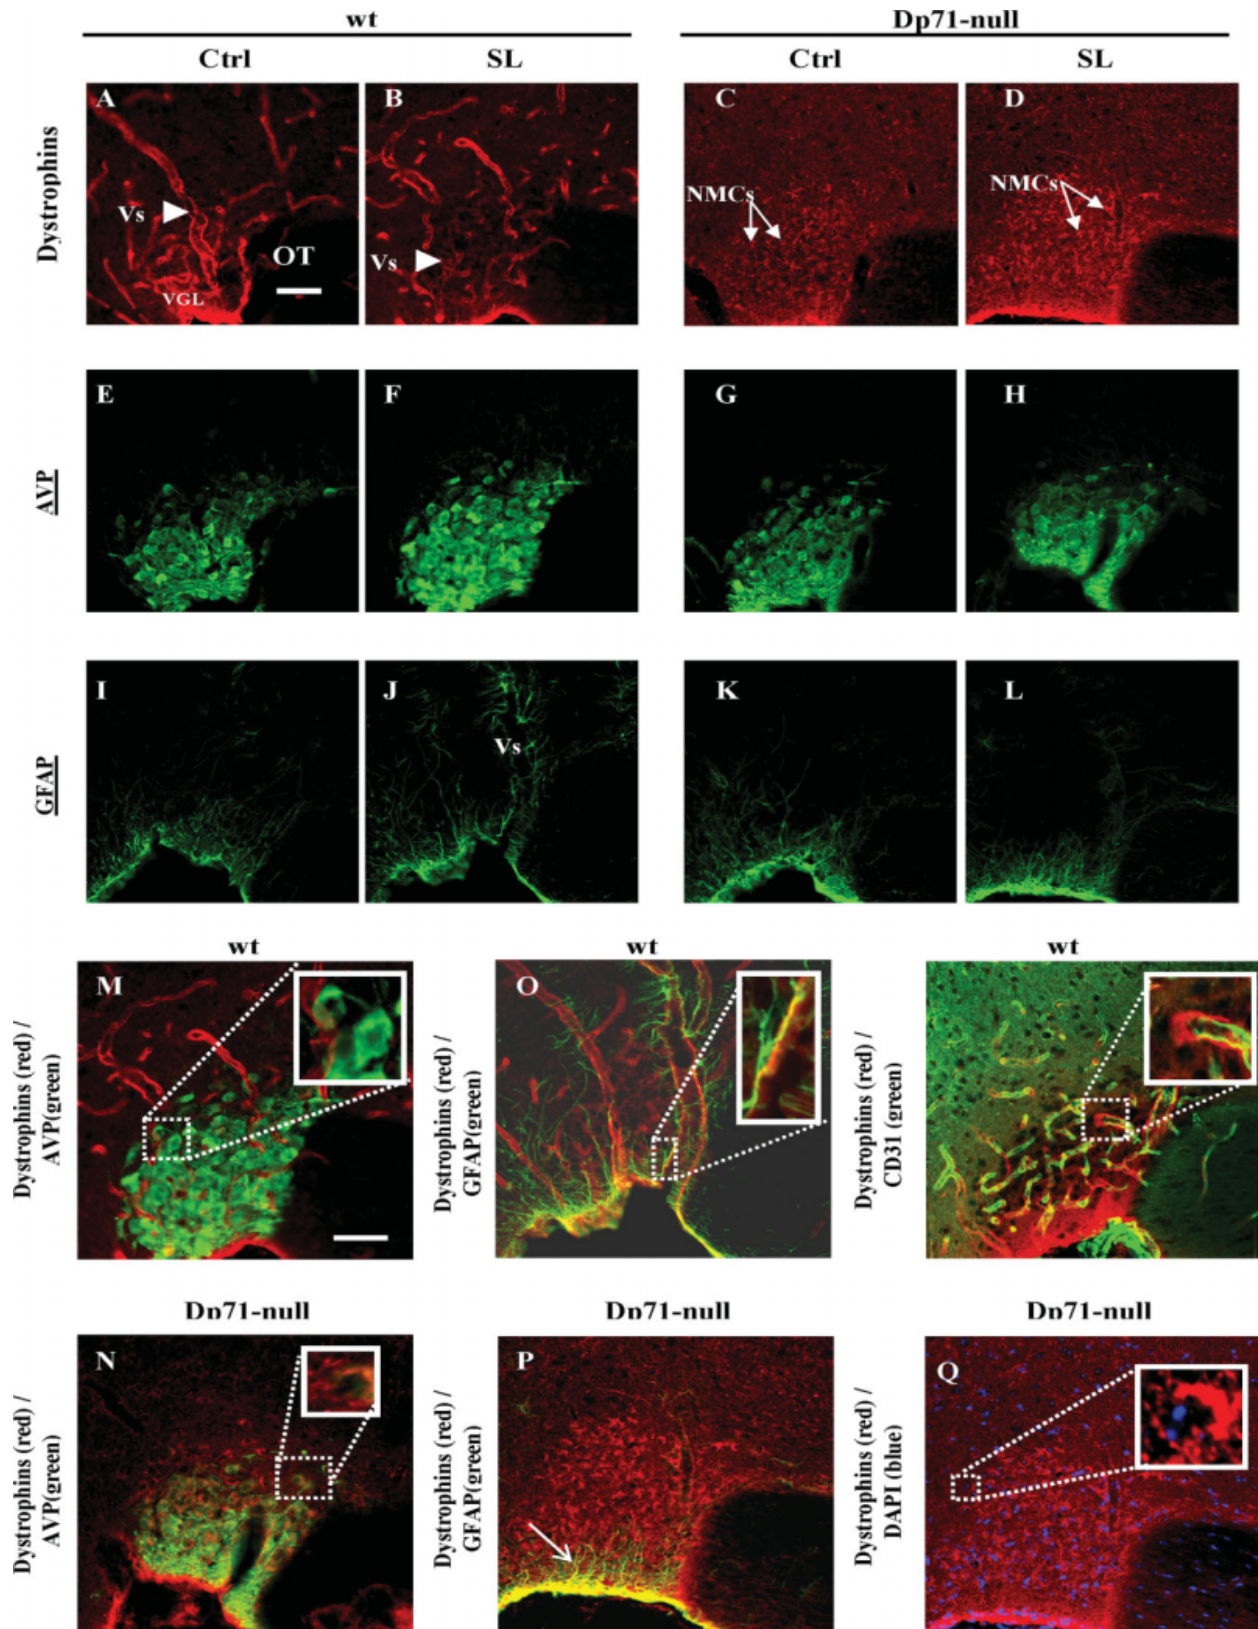 wt Dp71-null
Ctrl SL Ctrl SL
Dystrophins
A B C D
Vs Vs NMCs NMCs
OT
VGL
AVP
E F G H
GFAP
I J K L
Vs
wt wt wt
Dystrophins (red) /
AVP(green)
M
Dystrophins (red) /
GFAP(green)
O
Dystrophins (red) /
CD31 (green)
Dp71-null Dp71-null Dp71-null
Dystrophins (red) /
AVP(green)
N
Dystrophins (red) /
GFAP(green)
P
Dystrophins (red) /
DAPI (blue)
Q